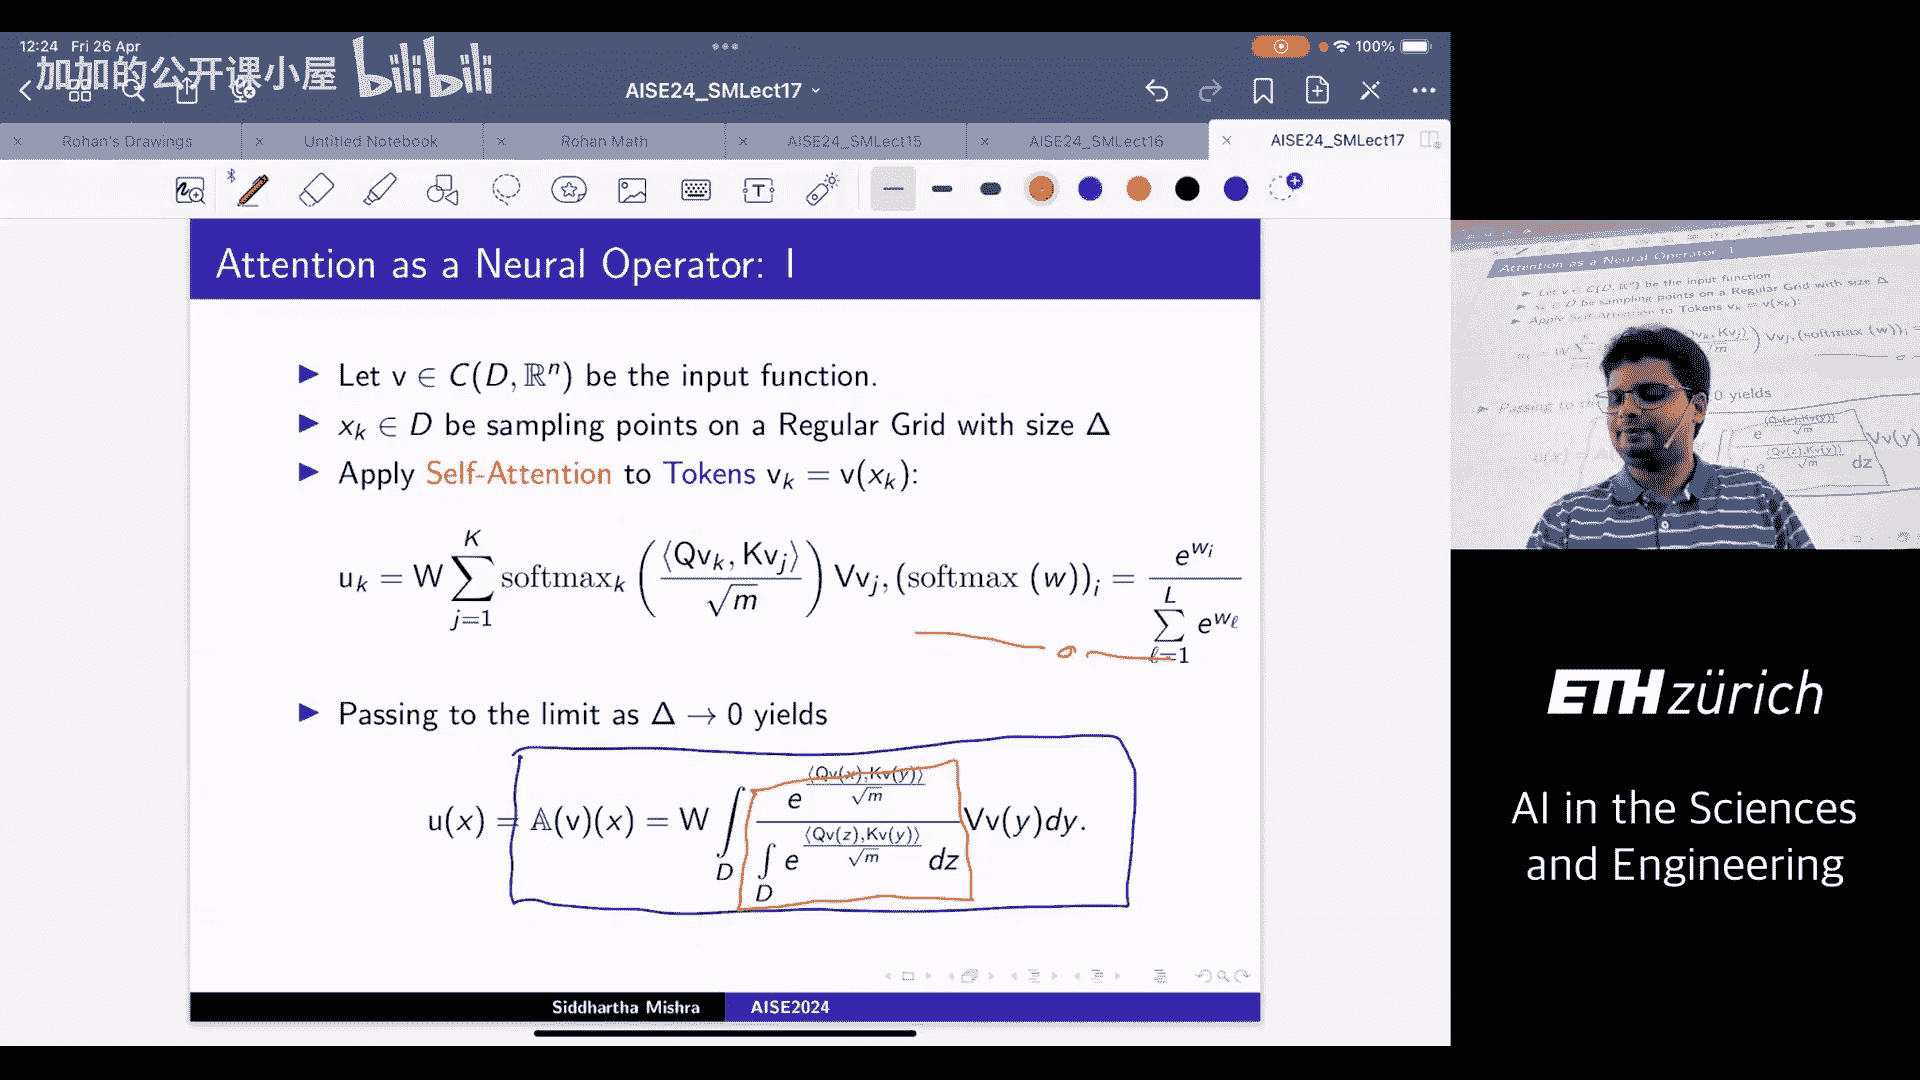 12:24 Fri 26 Apr
100%
加加的公开课小屋 bilibili
AISE24_SMLect17
Rohan's Drawings
Untitled Notebook
Rohan Math
AISE24_SMLect15
AISE24_SMLect16
AISE24_SMLect17
Attention as a Neural Operator: I
Let v ∈ C(D, ℝⁿ) be the input function.
x_k ∈ D be sampling points on a Regular Grid with size Δ
Apply Self-Attention to Tokens v_k = v(x_k):
u_k = W ∑_{j=1}^{K} softmax_k (⟨Qv_k, Kv_j⟩ / √m) Vv_j, (softmax (w))_i = e^{w_i} / ∑_{ℓ=1}^{L} e^{w_ℓ}
Passing to the limit as Δ → 0 yields
u(x) = 𝔸(v)(x) = W ∫_D e^{⟨Qv(x),Kv(y)⟩/√m} / ∫_D e^{⟨Qv(z),Kv(y)⟩/√m} dz Vv(y)dy.
Siddhartha Mishra
AISE2024
ETH zürich
AI in the Sciences
and Engineering